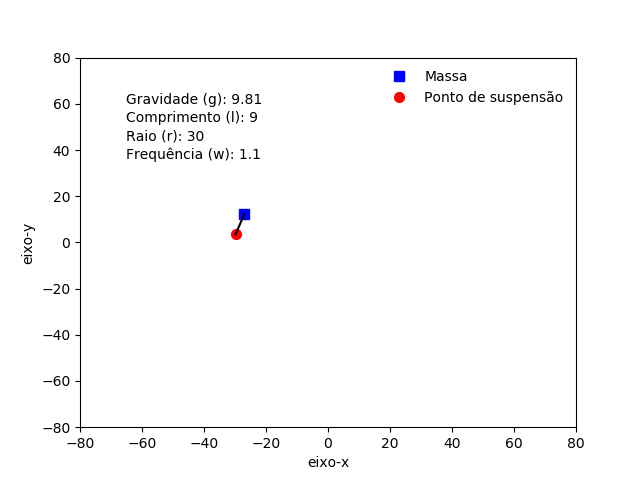 80
60
40
20
0
−20
−40
−60
−80
−80 −60 −40 −20 0 20 40 60 80
eixo-y
eixo-x
Gravidade (g): 9.81
Comprimento (l): 9
Raio (r): 30
Frequência (w): 1.1
Massa
Ponto de suspensão